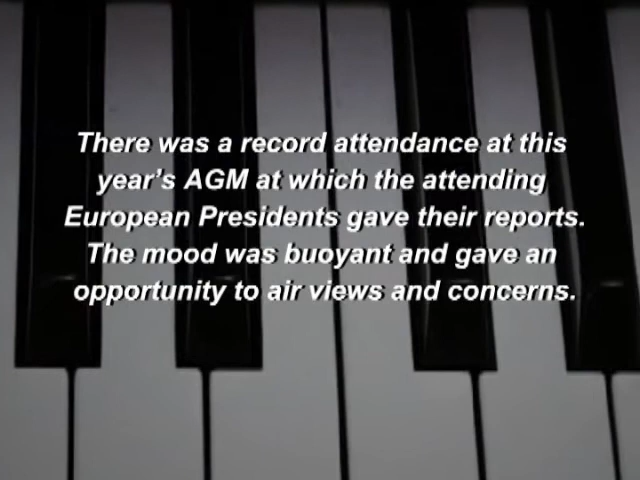 There was a record attendance at this
year's AGM at which the attending
European Presidents gave their reports.
The mood was buoyant and gave an
opportunity to air views and concerns.